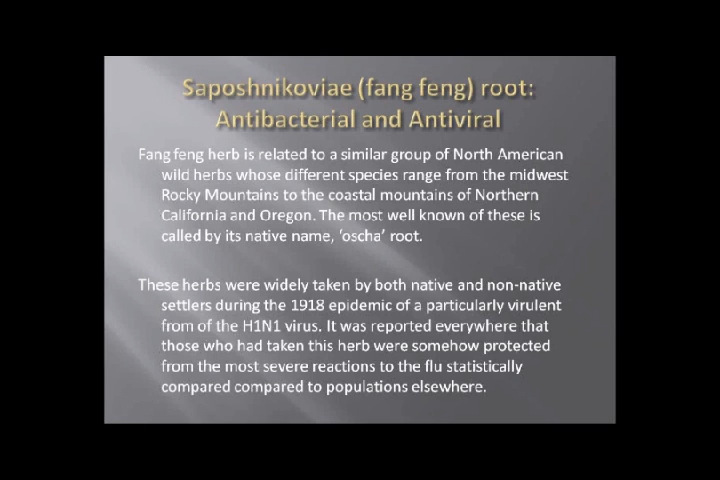 Saposhnikoviae (fang feng) root:
Antibacterial and Antiviral
Fang feng herb is related to a similar group of North American
wild herbs whose different species range from the midwest
Rocky Mountains to the coastal mountains of Northern
California and Oregon. The most well known of these is
called by its native name, ‘oscha’ root.
These herbs were widely taken by both native and non-native
settlers during the 1918 epidemic of a particularly virulent
from of the H1N1 virus. It was reported everywhere that
those who had taken this herb were somehow protected
from the most severe reactions to the flu statistically
compared compared to populations elsewhere.